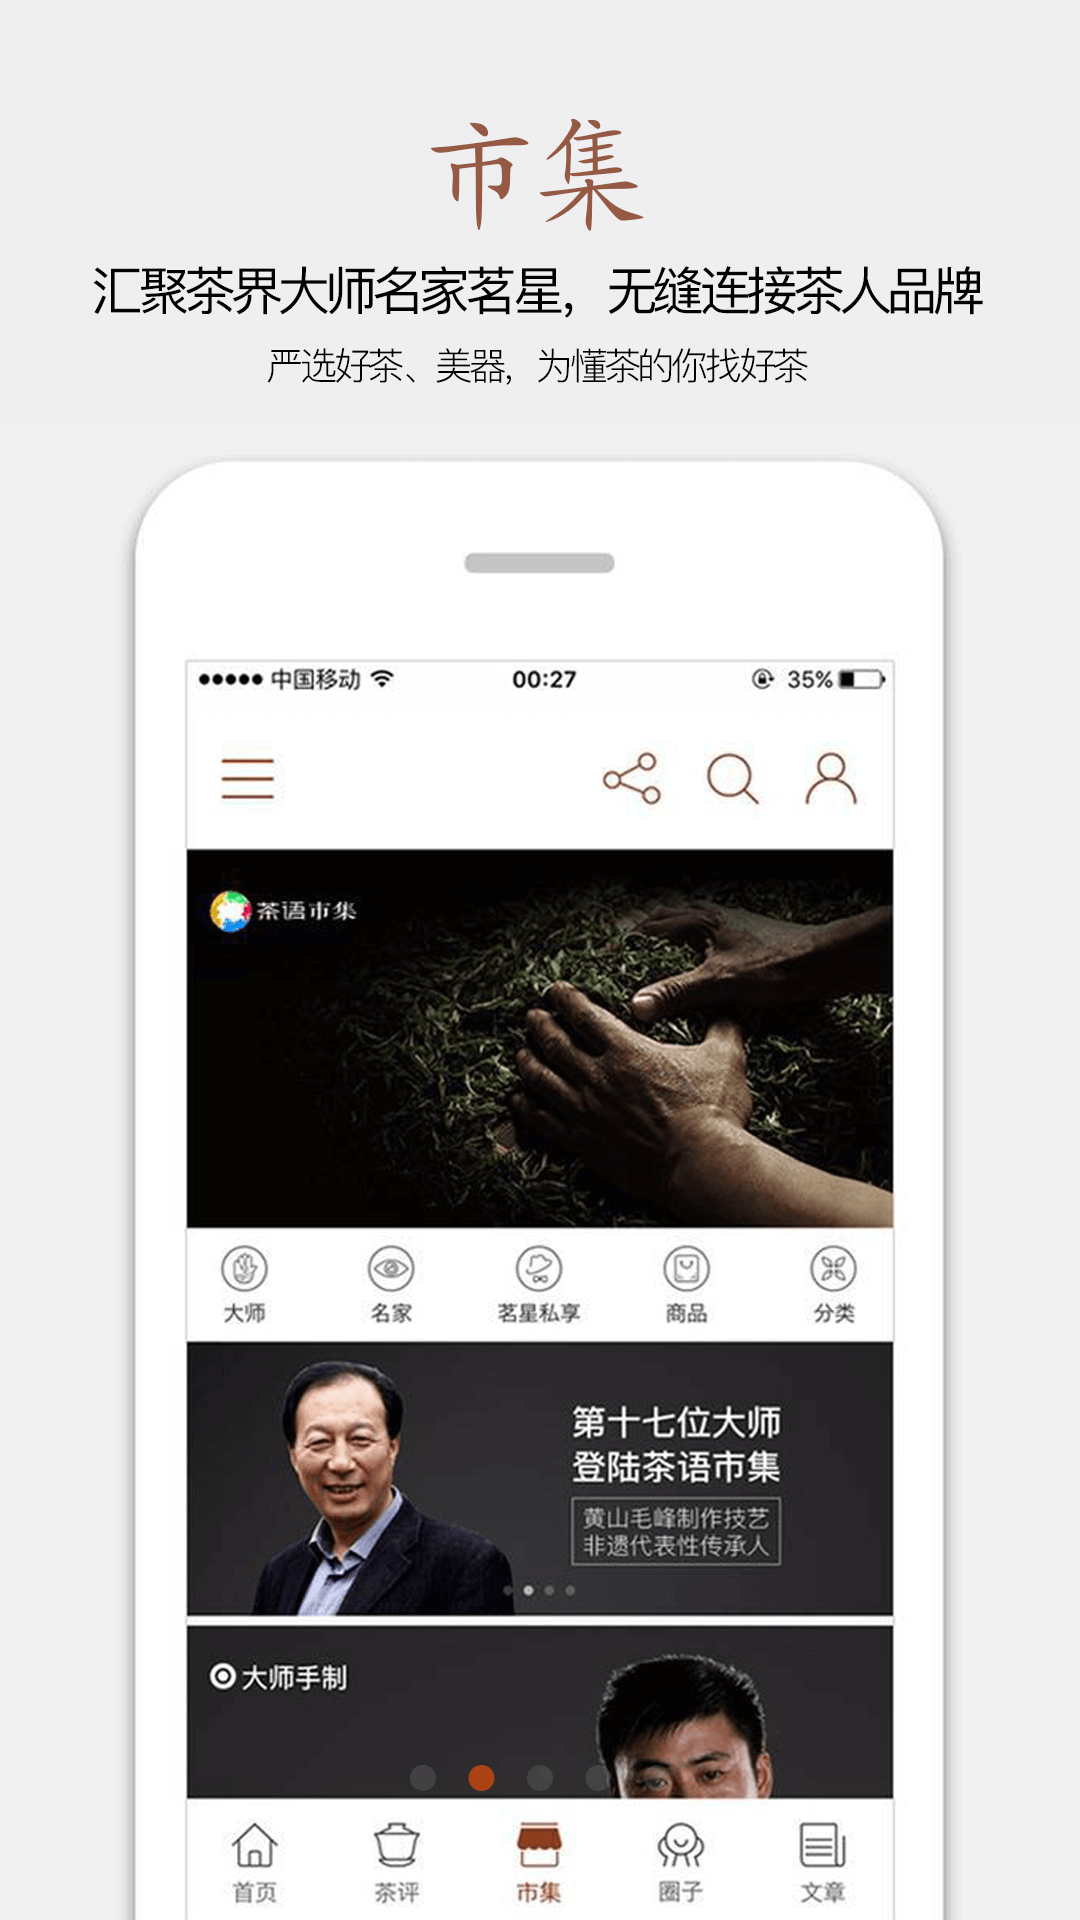 市集
汇聚茶界大师名家茗星，无缝连接茶人品牌
严选好茶、美器，为懂茶的你找好茶
中国移动 00:27 35%
茶语市集
大师 名家 茗星私享 商品 分类
第十七位大师
登陆茶语市集
黄山毛峰制作技艺
非遗代表性传承人
大师手制
首页 茶评 市集 圈子 文章